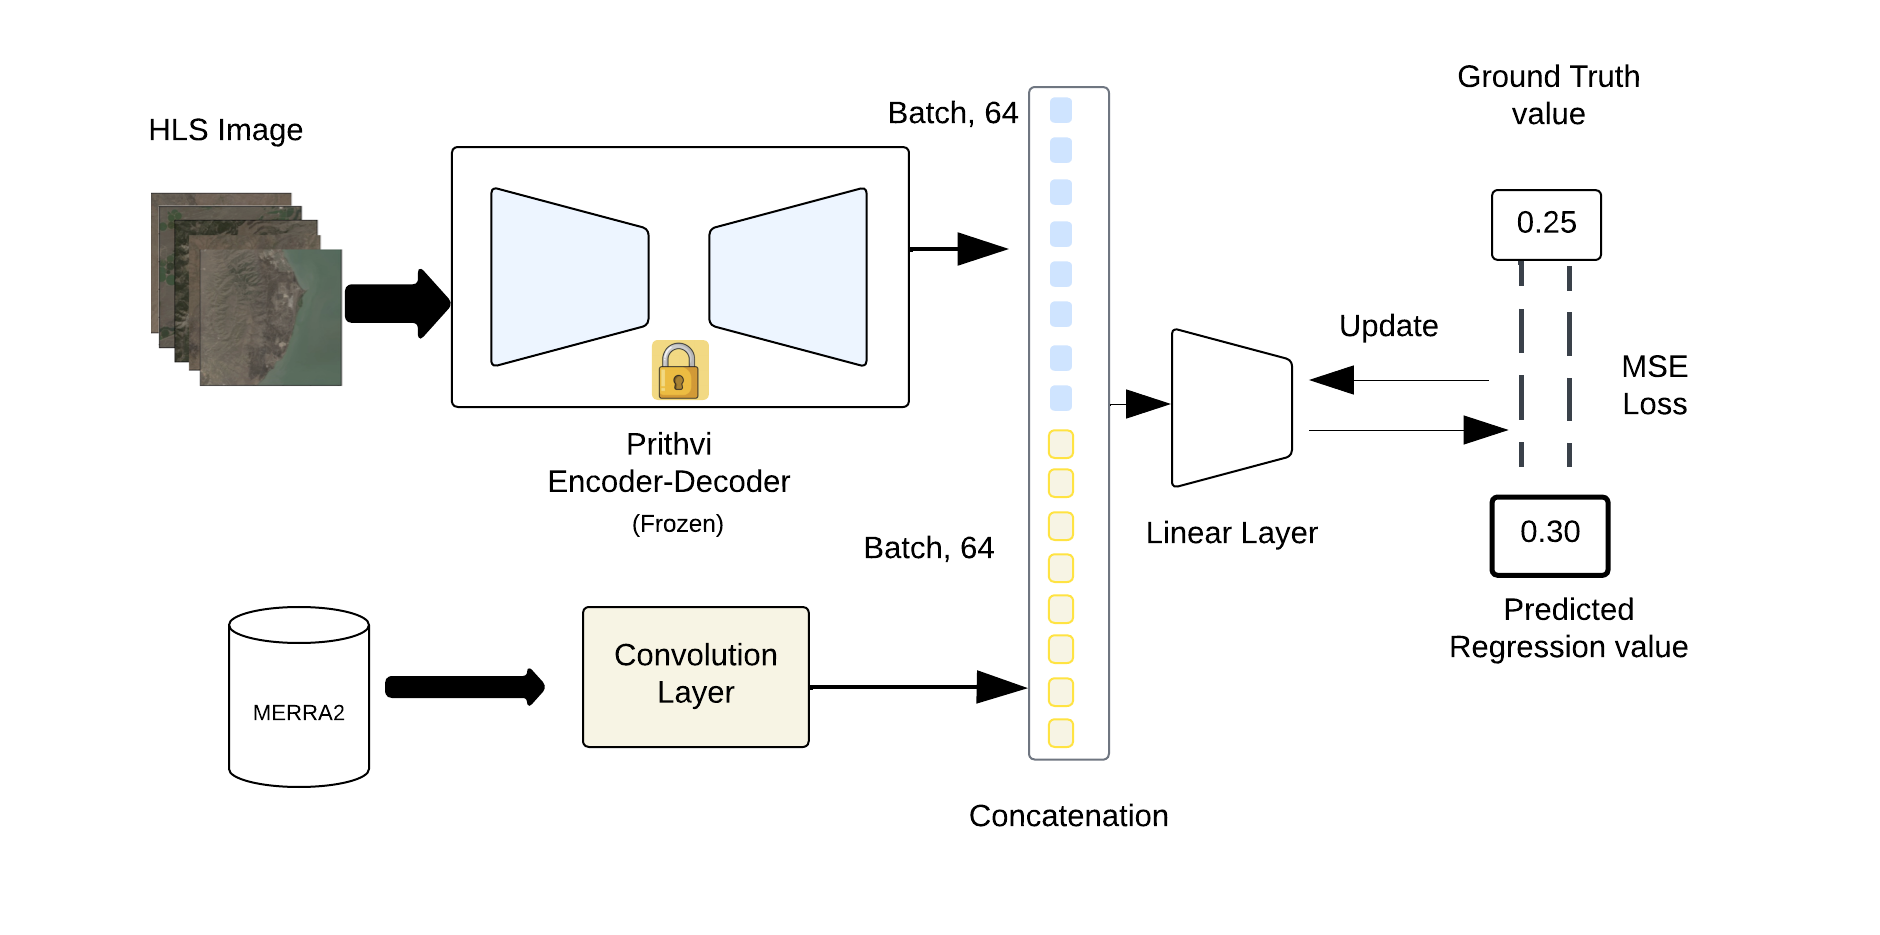 HLS Image
Batch, 64
Ground Truth
value
0.25
Update
MSE
Loss
Prithvi
Encoder-Decoder
(Frozen)
Batch, 64
Linear Layer
0.30
Predicted
Regression value
MERRA2
Convolution
Layer
Concatenation